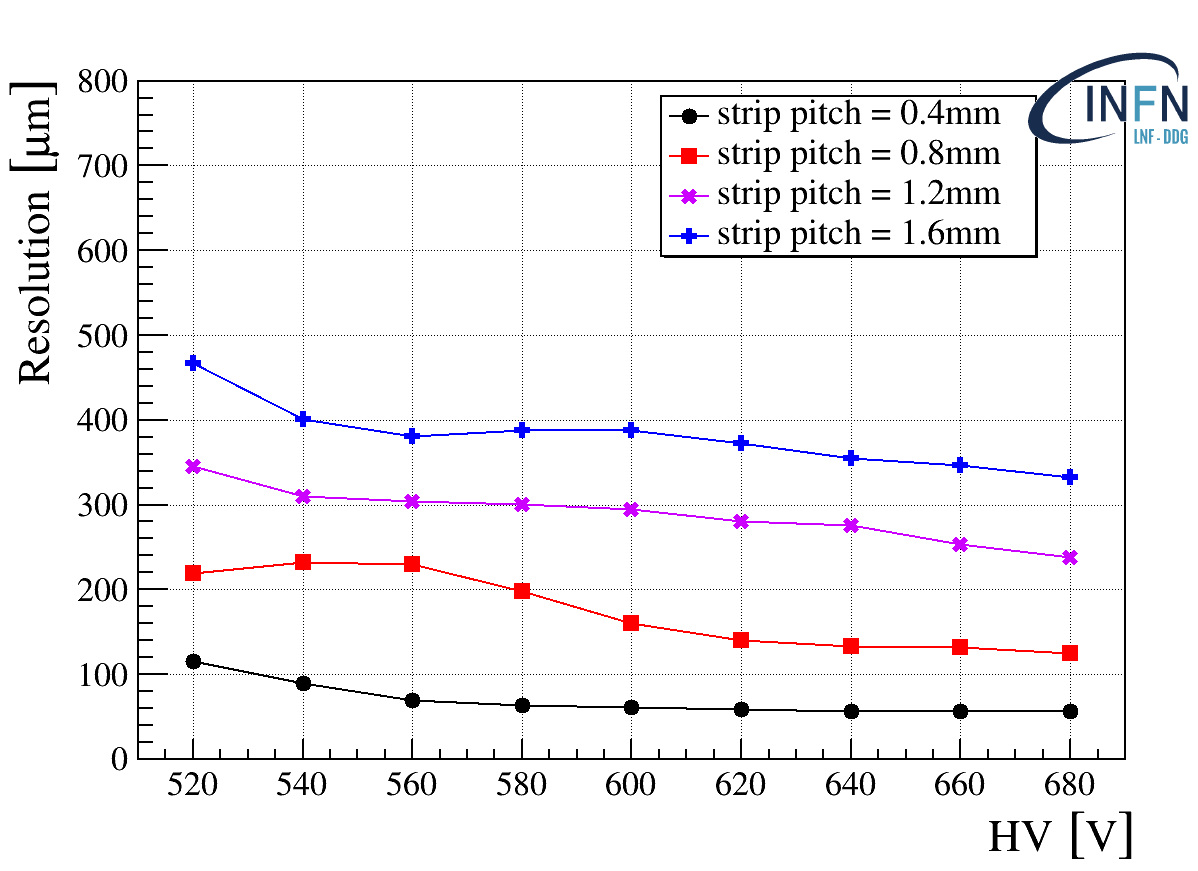 INFN
LNF - DDG
Resolution [μm]
800
700
600
500
400
300
200
100
0
strip pitch = 0.4mm
strip pitch = 0.8mm
strip pitch = 1.2mm
strip pitch = 1.6mm
520 540 560 580 600 620 640 660 680
HV [V]